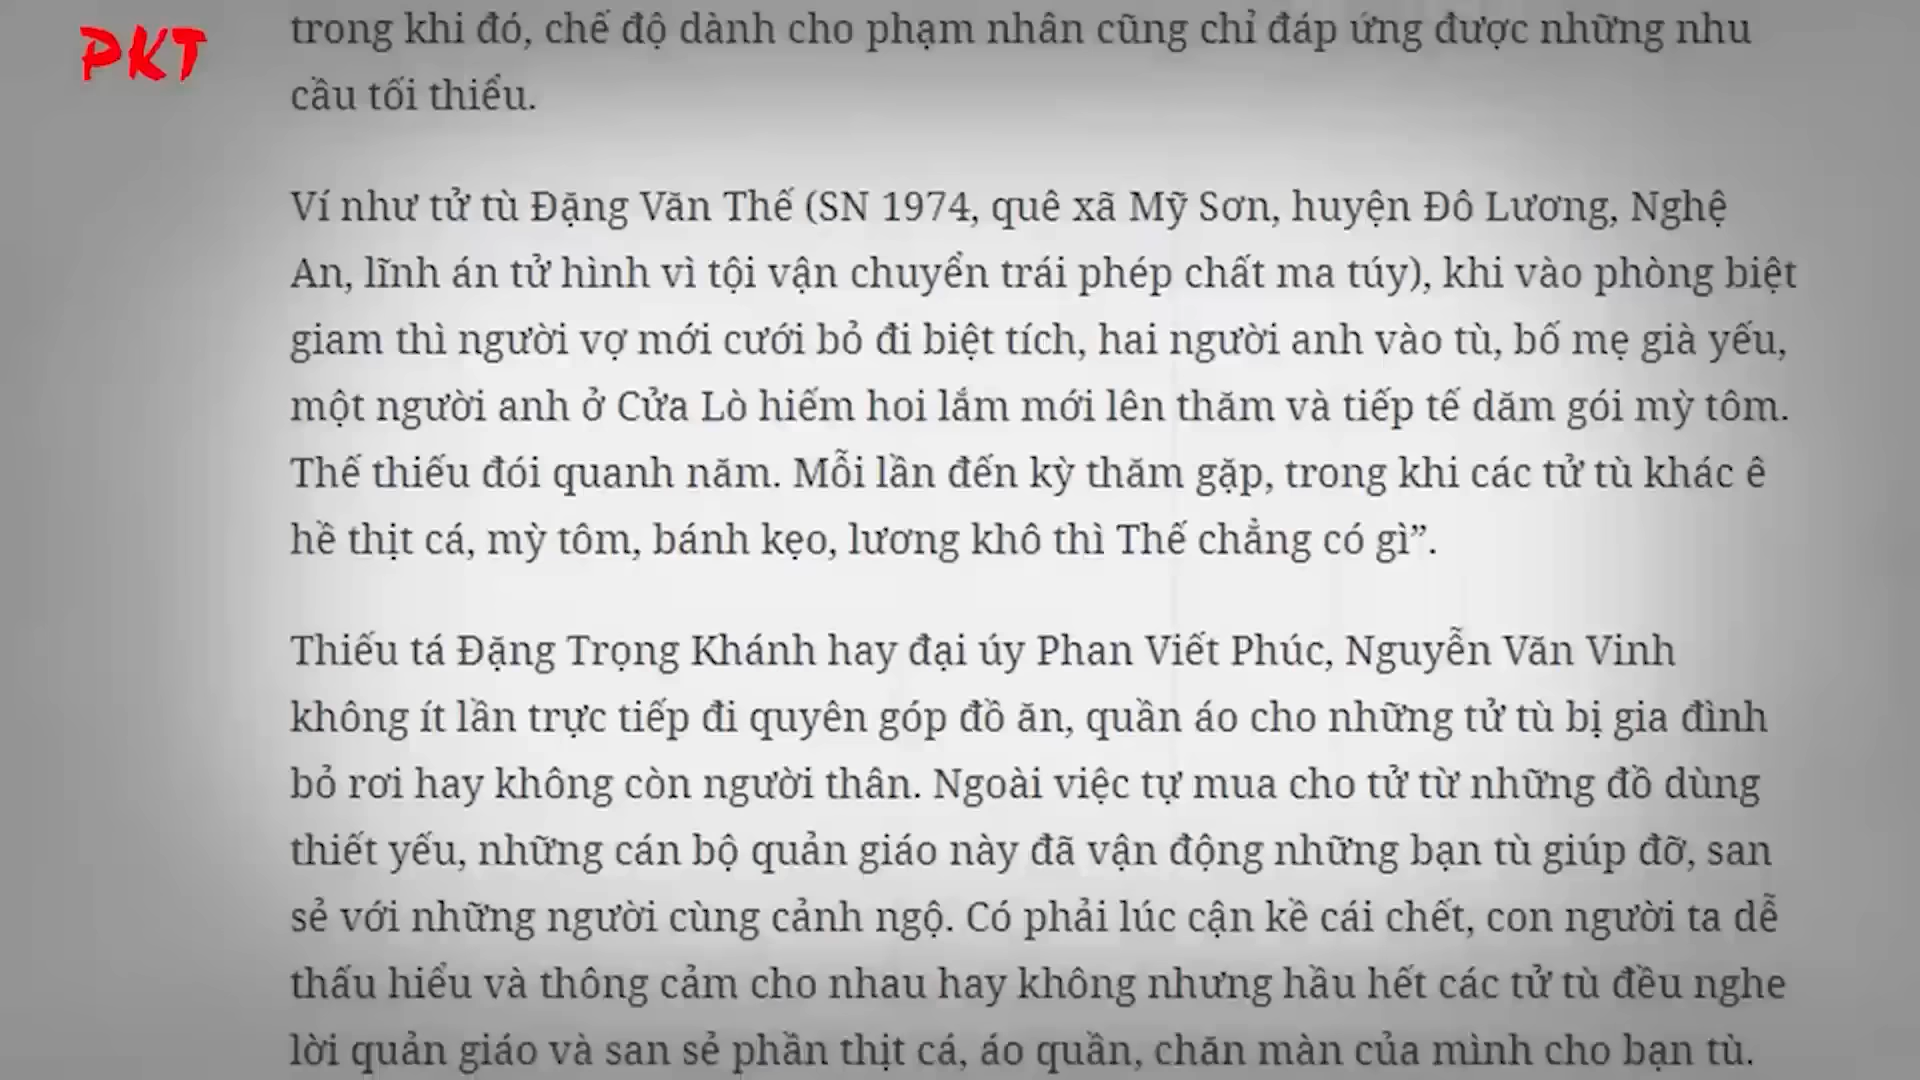 PKT
trong khi đó, chế độ dành cho phạm nhân cũng chỉ đáp ứng được những nhu
cầu tối thiểu.
Ví như tử tù Đặng Văn Thế (SN 1974, quê xã Mỹ Sơn, huyện Đô Lương, Nghệ
An, lĩnh án tử hình vì tội vận chuyển trái phép chất ma túy), khi vào phòng biệt
giam thì người vợ mới cưới bỏ đi biệt tích, hai người anh vào tù, bố mẹ già yếu,
một người anh ở Cửa Lò hiếm hoi lắm mới lên thăm và tiếp tế dăm gói mỳ tôm.
Thế thiếu đói quanh năm. Mỗi lần đến kỳ thăm gặp, trong khi các tử tù khác ê
hề thịt cá, mỳ tôm, bánh kẹo, lương khô thì Thế chẳng có gì”.
Thiếu tá Đặng Trọng Khánh hay đại úy Phan Viết Phúc, Nguyễn Văn Vinh
không ít lần trực tiếp đi quyên góp đồ ăn, quần áo cho những tử tù bị gia đình
bỏ rơi hay không còn người thân. Ngoài việc tự mua cho tử từ những đồ dùng
thiết yếu, những cán bộ quản giáo này đã vận động những bạn tù giúp đỡ, san
sẻ với những người cùng cảnh ngộ. Có phải lúc cận kề cái chết, con người ta dễ
thấu hiểu và thông cảm cho nhau hay không nhưng hầu hết các tử tù đều nghe
lời quản giáo và san sẻ phần thịt cá, áo quần, chăn màn của mình cho bạn tù.